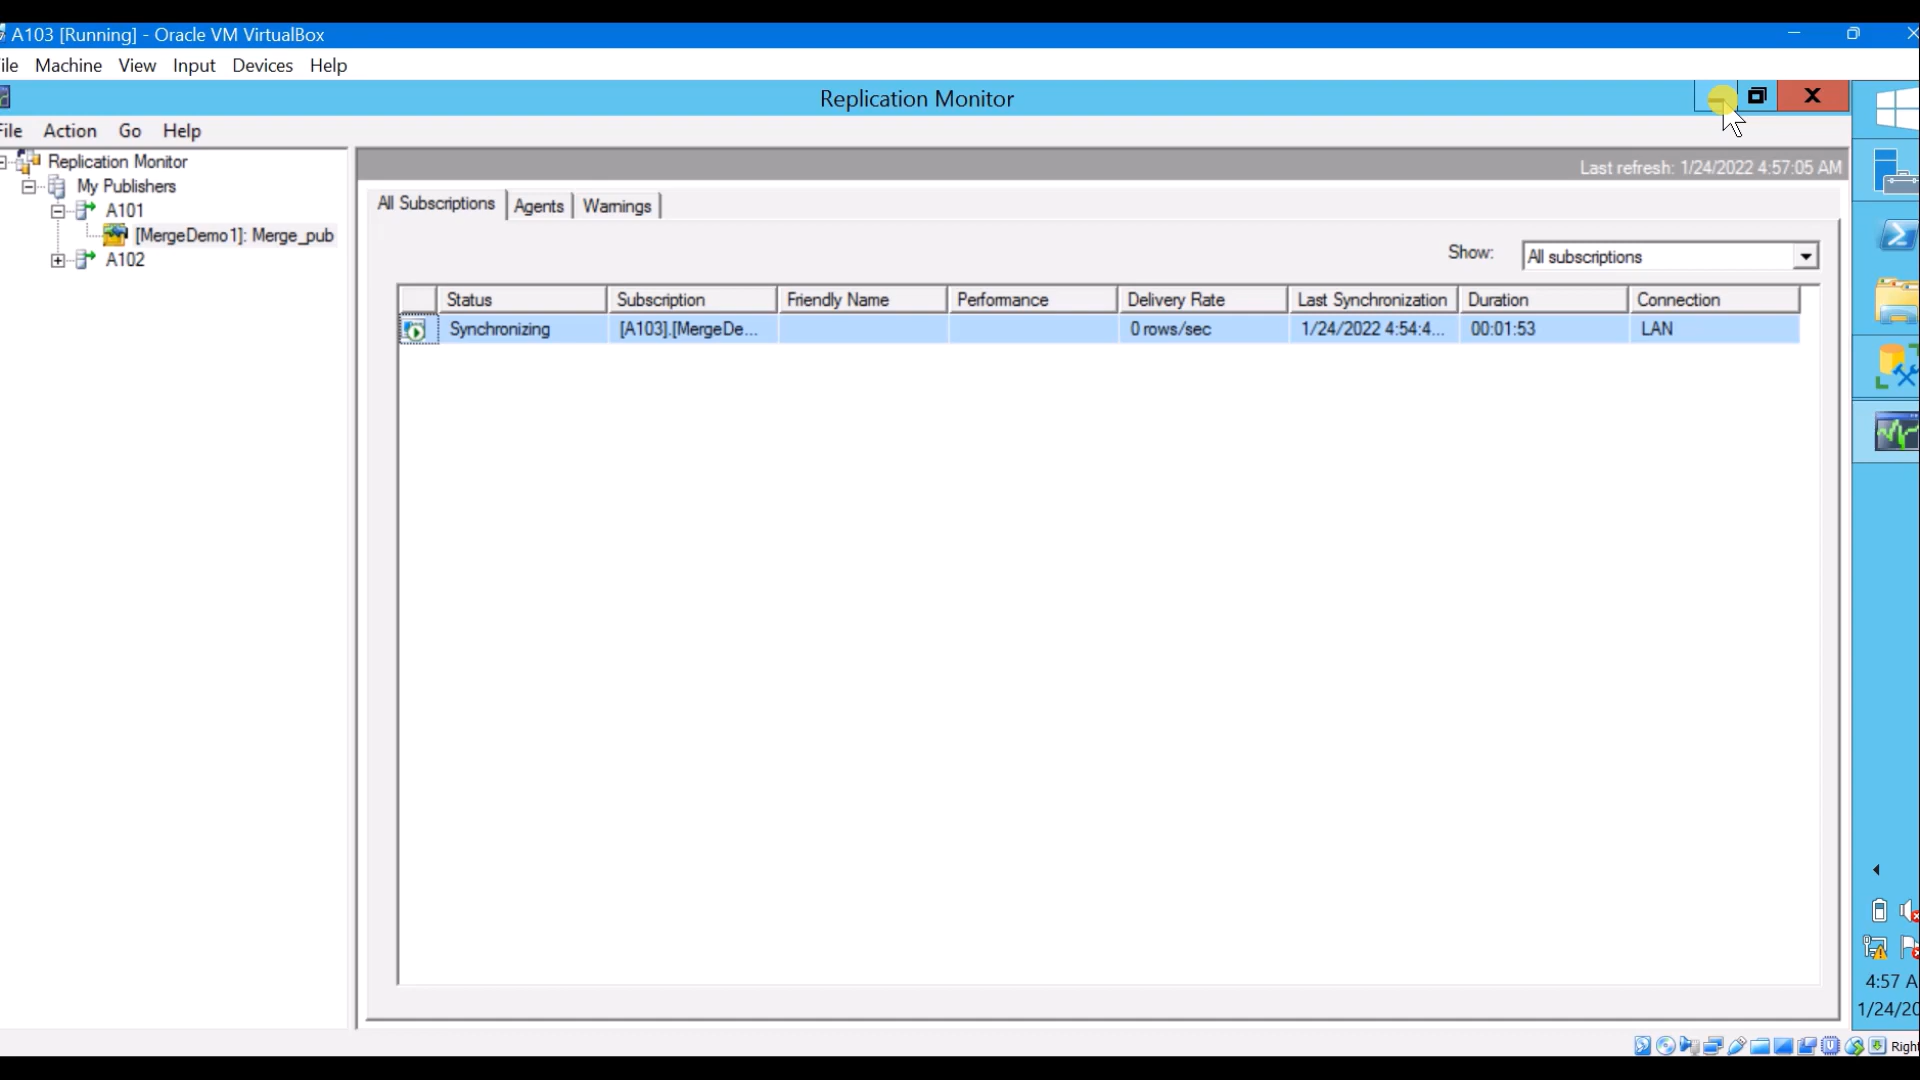 A103 [Running] - Oracle VM VirtualBox
ile Machine View Input Devices Help
Replication Monitor
File Action Go Help
Replication Monitor
My Publishers
A101
[MergeDemo1]: Merge_pub
A102
Last refresh: 1/24/2022 4:57:05 AM
All Subscriptions Agents Warnings
Show: All subscriptions
Status Subscription Friendly Name Performance Delivery Rate Last Synchronization Duration Connection
Synchronizing [A103].[MergeDe... 0 rows/sec 1/24/2022 4:54:4... 00:01:53 LAN
4:57 A
1/24/20
Right